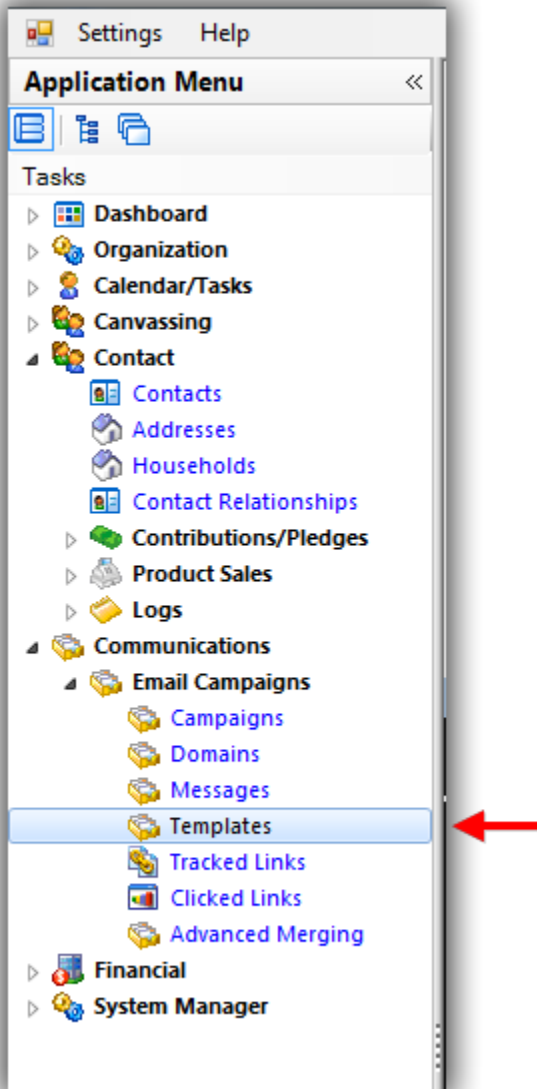 Settings Help
Application Menu
Tasks
Dashboard
Organization
Calendar/Tasks
Canvassing
Contact
Contacts
Addresses
Households
Contact Relationships
Contributions/Pledges
Product Sales
Logs
Communications
Email Campaigns
Campaigns
Domains
Messages
Templates
Tracked Links
Clicked Links
Advanced Merging
Financial
System Manager